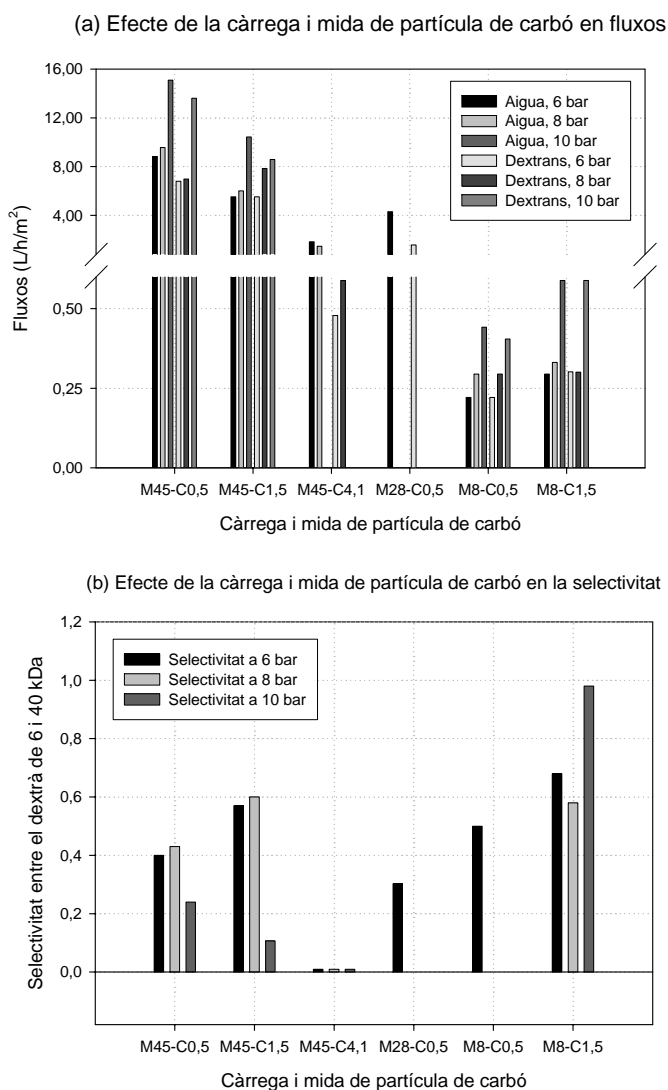 (a) Efecte de la càrrega i mida de partícula de carbó en fluxos
Fluxos (L/h/m²)
16,00
12,00
8,00
4,00
0,50
0,25
0,00
Aigua, 6 bar
Aigua, 8 bar
Aigua, 10 bar
Dextrans, 6 bar
Dextrans, 8 bar
Dextrans, 10 bar
M45-C0,5 M45-C1,5 M45-C4,1 M28-C0,5 M8-C0,5 M8-C1,5
Càrrega i mida de partícula de carbó
(b) Efecte de la càrrega i mida de partícula de carbó en la selectivitat
Selectivitat entre el dextrà de 6 i 40 kDa
1,2
1,0
0,8
0,6
0,4
0,2
0,0
Selectivitat a 6 bar
Selectivitat a 8 bar
Selectivitat a 10 bar
M45-C0,5 M45-C1,5 M45-C4,1 M28-C0,5 M8-C0,5 M8-C1,5
Càrrega i mida de partícula de carbó